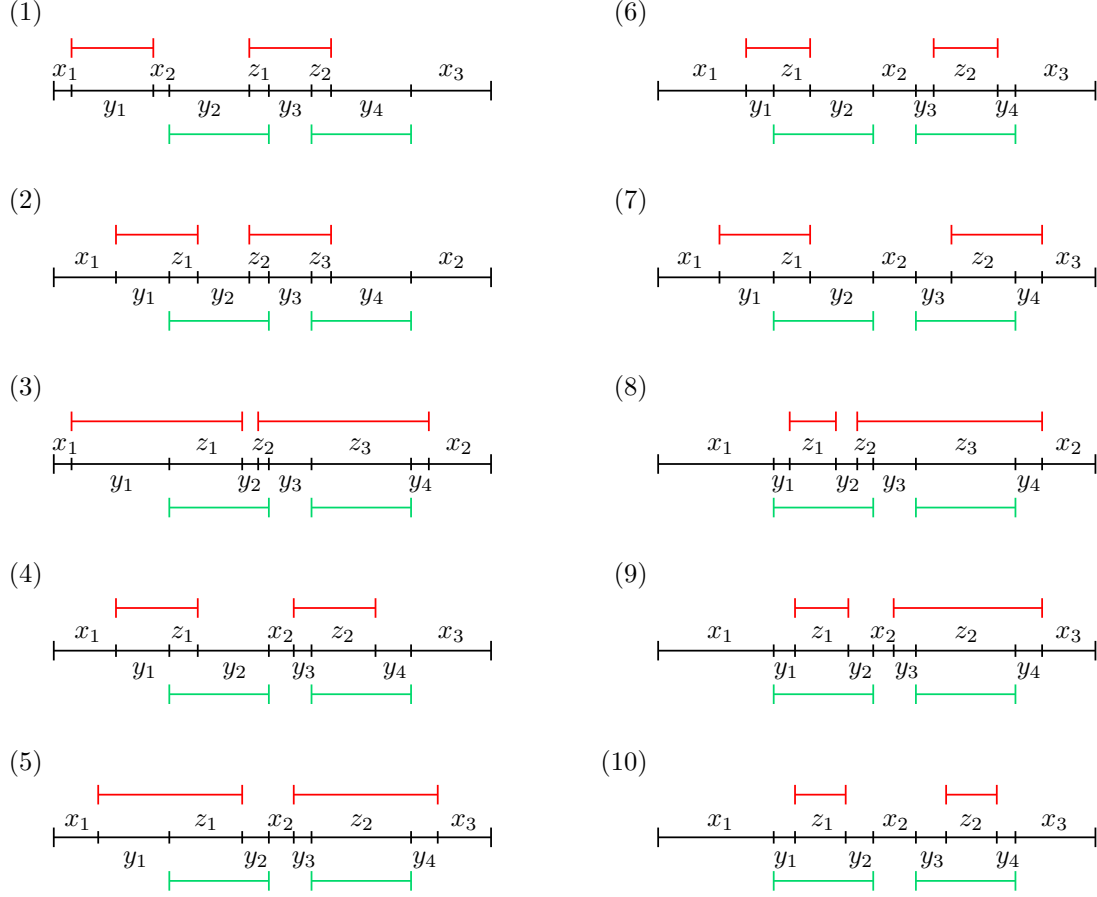 (1)
x₁ x₂ z₁ z₂ x₃
y₁ y₂ y₃ y₄
(2)
x₁ z₁ z₂ z₃ x₂
y₁ y₂ y₃ y₄
(3)
x₁ z₁ z₂ z₃ x₂
y₁ y₂ y₃ y₄
(4)
x₁ z₁ x₂ z₂ x₃
y₁ y₂ y₃ y₄
(5)
x₁ z₁ x₂ z₂ x₃
y₁ y₂ y₃ y₄
(6)
x₁ z₁ x₂ z₂ x₃
y₁ y₂ y₃ y₄
(7)
x₁ z₁ x₂ z₂ x₃
y₁ y₂ y₃ y₄
(8)
x₁ z₁ z₂ z₃ x₂
y₁ y₂ y₃ y₄
(9)
x₁ z₁ x₂ z₂ x₃
y₁ y₂ y₃ y₄
(10)
x₁ z₁ x₂ z₂ x₃
y₁ y₂ y₃ y₄